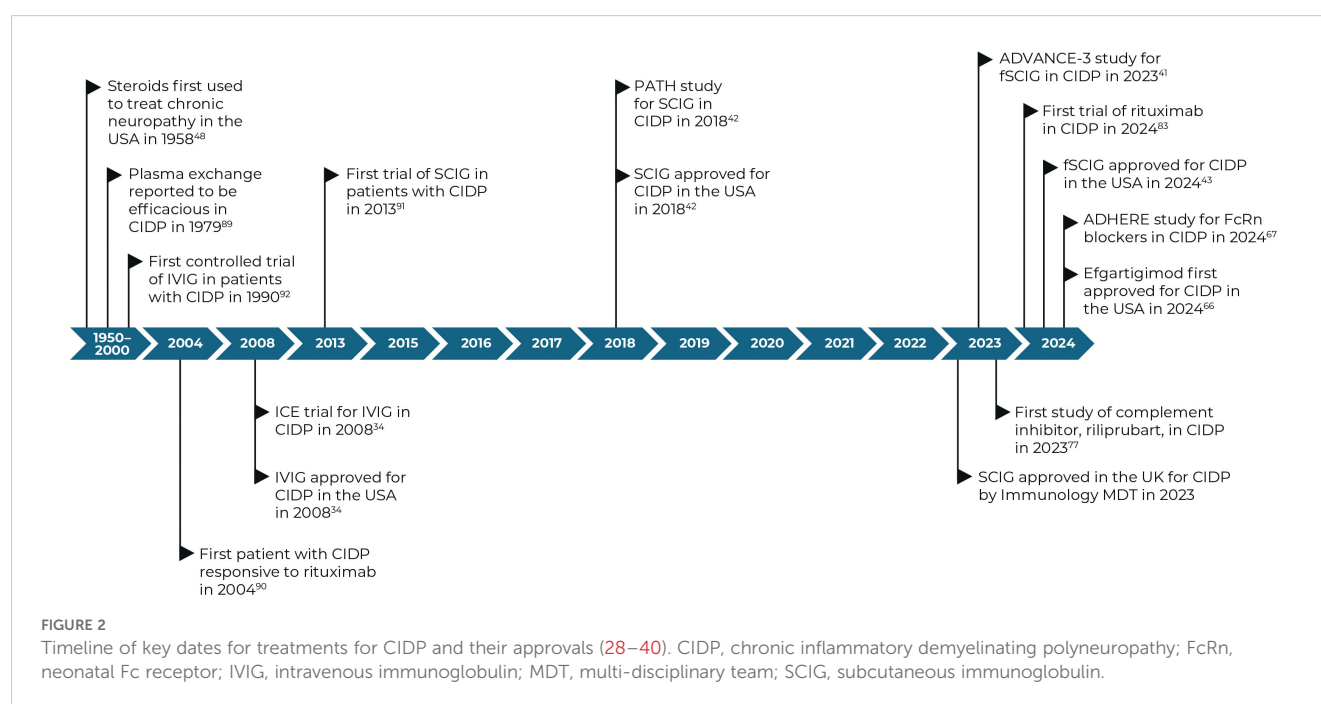 Steroids first used
to treat chronic
neuropathy in the
USA in 1958⁴⁸
Plasma exchange
reported to be
efficacious in
CIDP in 1979⁸⁹
First controlled trial
of IVIG in patients
with CIDP in 1990⁹²
First trial of SCIG in
patients with CIDP
in 2013⁹¹
PATH study
for SCIG in
CIDP in 2018⁴²
SCIG approved for
CIDP in the USA
in 2018⁴²
ADVANCE-3 study for
fSCIG in CIDP in 2023⁴¹
First trial of rituximab
in CIDP in 2024⁸³
fSCIG approved for CIDP
in the USA in 2024⁴³
ADHERE study for FcRn
blockers in CIDP in 2024⁶⁷
Efgartigimod first
approved for CIDP in
the USA in 2024⁶⁶
1950–
2000
2004
2008
2013
2015
2016
2017
2018
2019
2020
2021
2022
2023
2024
ICE trial for IVIG in
CIDP in 2008³⁴
IVIG approved for
CIDP in the USA
in 2008³⁴
First patient with CIDP
responsive to rituximab
in 2004⁹⁰
First study of complement
inhibitor, riliprubart, in CIDP
in 2023⁷⁷
SCIG approved in the UK for CIDP
by Immunology MDT in 2023
FIGURE 2
Timeline of key dates for treatments for CIDP and their approvals (28–40). CIDP, chronic inflammatory demyelinating polyneuropathy; FcRn,
neonatal Fc receptor; IVIG, intravenous immunoglobulin; MDT, multi-disciplinary team; SCIG, subcutaneous immunoglobulin.